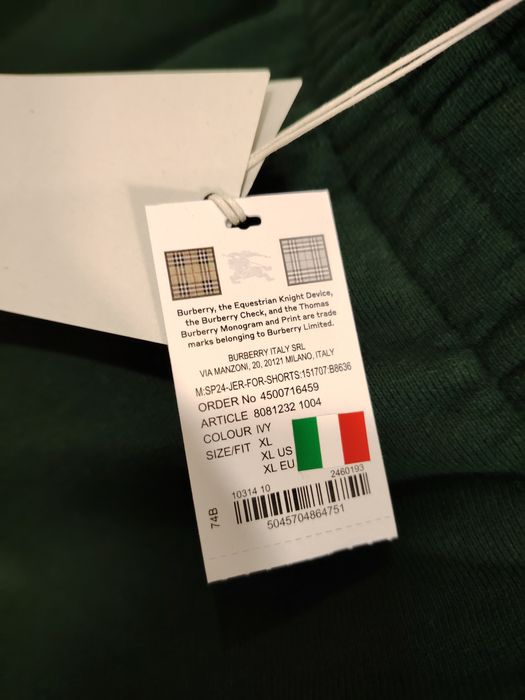 Burberry, the Equestrian Knight Device,
the Burberry Check, and the Thomas
Burberry Monogram and Print are trade
marks belonging to Burberry Limited.
BURBERRY ITALY SRL
VIA MANZONI, 20, 20121 MILANO, ITALY
M:SP24-JER-FOR-SHORTS:151707:B8636
ORDER No 4500716459
ARTICLE 8081232 1004
COLOUR IVY
SIZE/FIT XL
XL US
XL EU
10314 10 2460193
74B
5045704864751